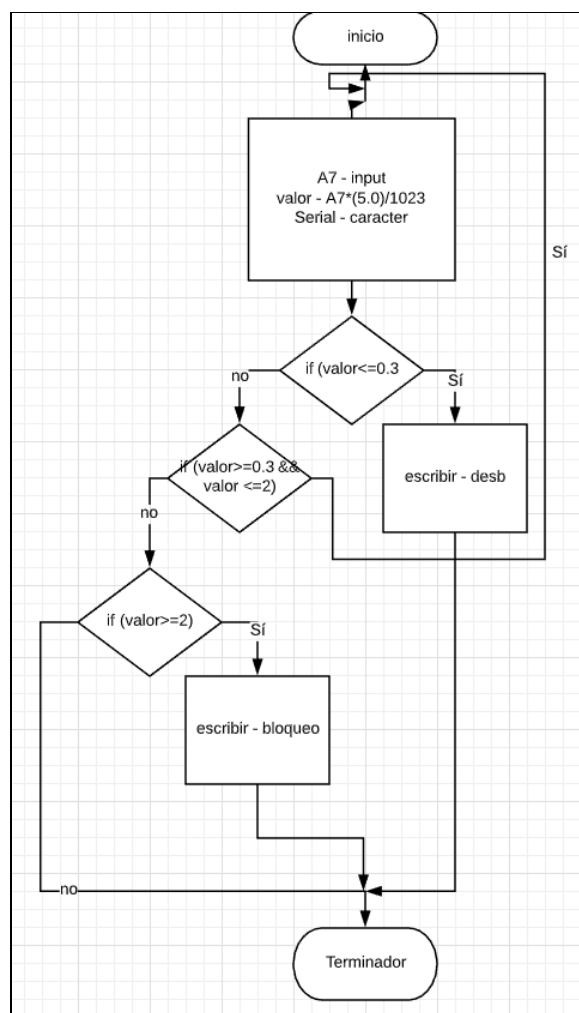 inicio
A7 - input
valor - A7*(5.0)/1023
Serial - caracter
Sí
if (valor<=0.3
no
Sí
if (valor>=0.3 &&
valor <=2)
escribir - desb
no
if (valor>=2)
Sí
escribir - bloqueo
no
Terminador